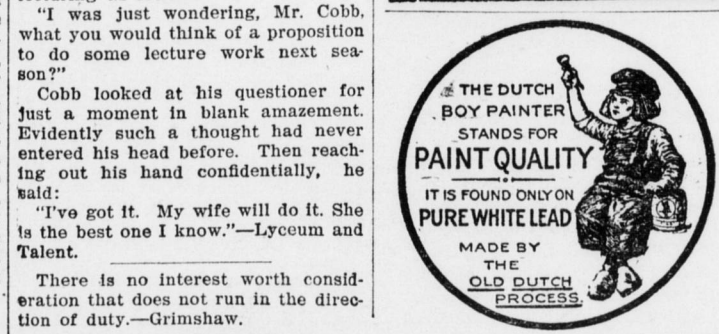 "I was just wondering, Mr. Cobb,
what you would think of a proposition
to do some lecture work next sea-
son?"
Cobb looked at his questioner for
just a moment in blank amazement.
Evidently such a thought had never
entered his head before. Then reach-
ing out his hand confidentially, he
said:
"I've got it. My wife will do it. She
is the best one I know."—Lyceum and
Talent.
There is no interest worth consid-
eration that does not run in the direc-
tion of duty.—Grimshaw.
THE DUTCH
BOY PAINTER
STANDS FOR
PAINT QUALITY
IT IS FOUND ONLY ON
PURE WHITE LEAD
MADE BY
THE
OLD DUTCH
PROCESS.